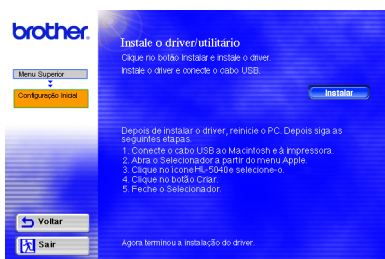 brother.
Instale o driver/utilitário
Clique no botão Instalar e instale o driver.
Instale o driver e conecte o cabo USB.
Menu Superior
Configuração Inicial
Instalar
Depois de instalar o driver, reinicie o PC. Depois siga as
seguintes etapas.
1. Conecte o cabo USB ao Macintosh e à impressora.
2. Abra o Selecionador a partir do menu Apple.
3. Clique no ícone HL-5040 e selecione-o.
4. Clique no botão Criar.
5. Feche o Selecionador.
Voltar
Sair
Agora terminou a instalação do driver.